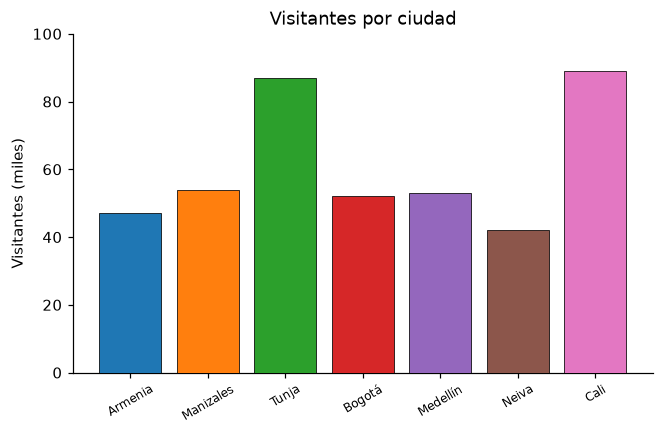 Visitantes por ciudad
Visitantes (miles)
100
80
60
40
20
0
Armenia
Manizales
Tunja
Bogotá
Medellín
Neiva
Cali